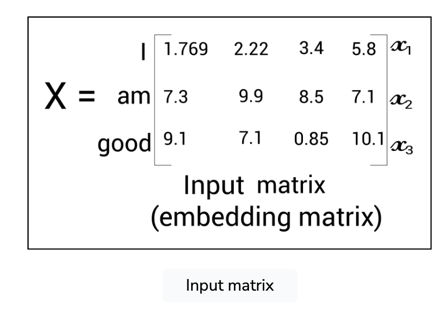 I 1.769 2.22 3.4 5.8 x₁
X = am 7.3 9.9 8.5 7.1 x₂
good 9.1 7.1 0.85 10.1 x₃
Input matrix
(embedding matrix)
Input matrix